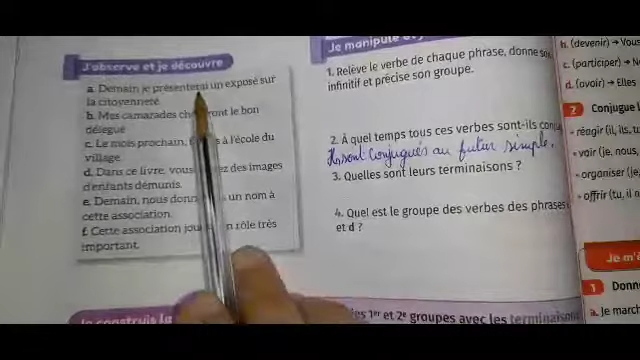 J'observe et je découvre
a. Demain je présenterai un exposé sur
la citoyenneté
b. Mes camarades ront le bon
délégué
c. Le mois prochain, à l'école du
village.
d. Dans ce livre, vous ez des images
d'enfants démunis.
e. Demain, nous donn s un nom à
cette association.
f. Cette association jou n rôle très
important.
Je construis la
Je manipule
1. Relève le verbe de chaque phrase, donne son
infinitif et précise son groupe.
2. À quel temps tous ces verbes sont-ils conju
Ils sont conjugués au futur simple.
3. Quelles sont leurs terminaisons ?
4. Quel est le groupe des verbes des phrases
et d ?
1er et 2e groupes avec les terminaison
h. (devenir) → Vous
c. (participer) → No
d. (avoir) → Elles
2 Conjugue l
• réagir (il, ils, tu
• voir (je, nous,
• organiser (je,
• offrir (tu, il
Je m'é
1 Donn
a. Je march